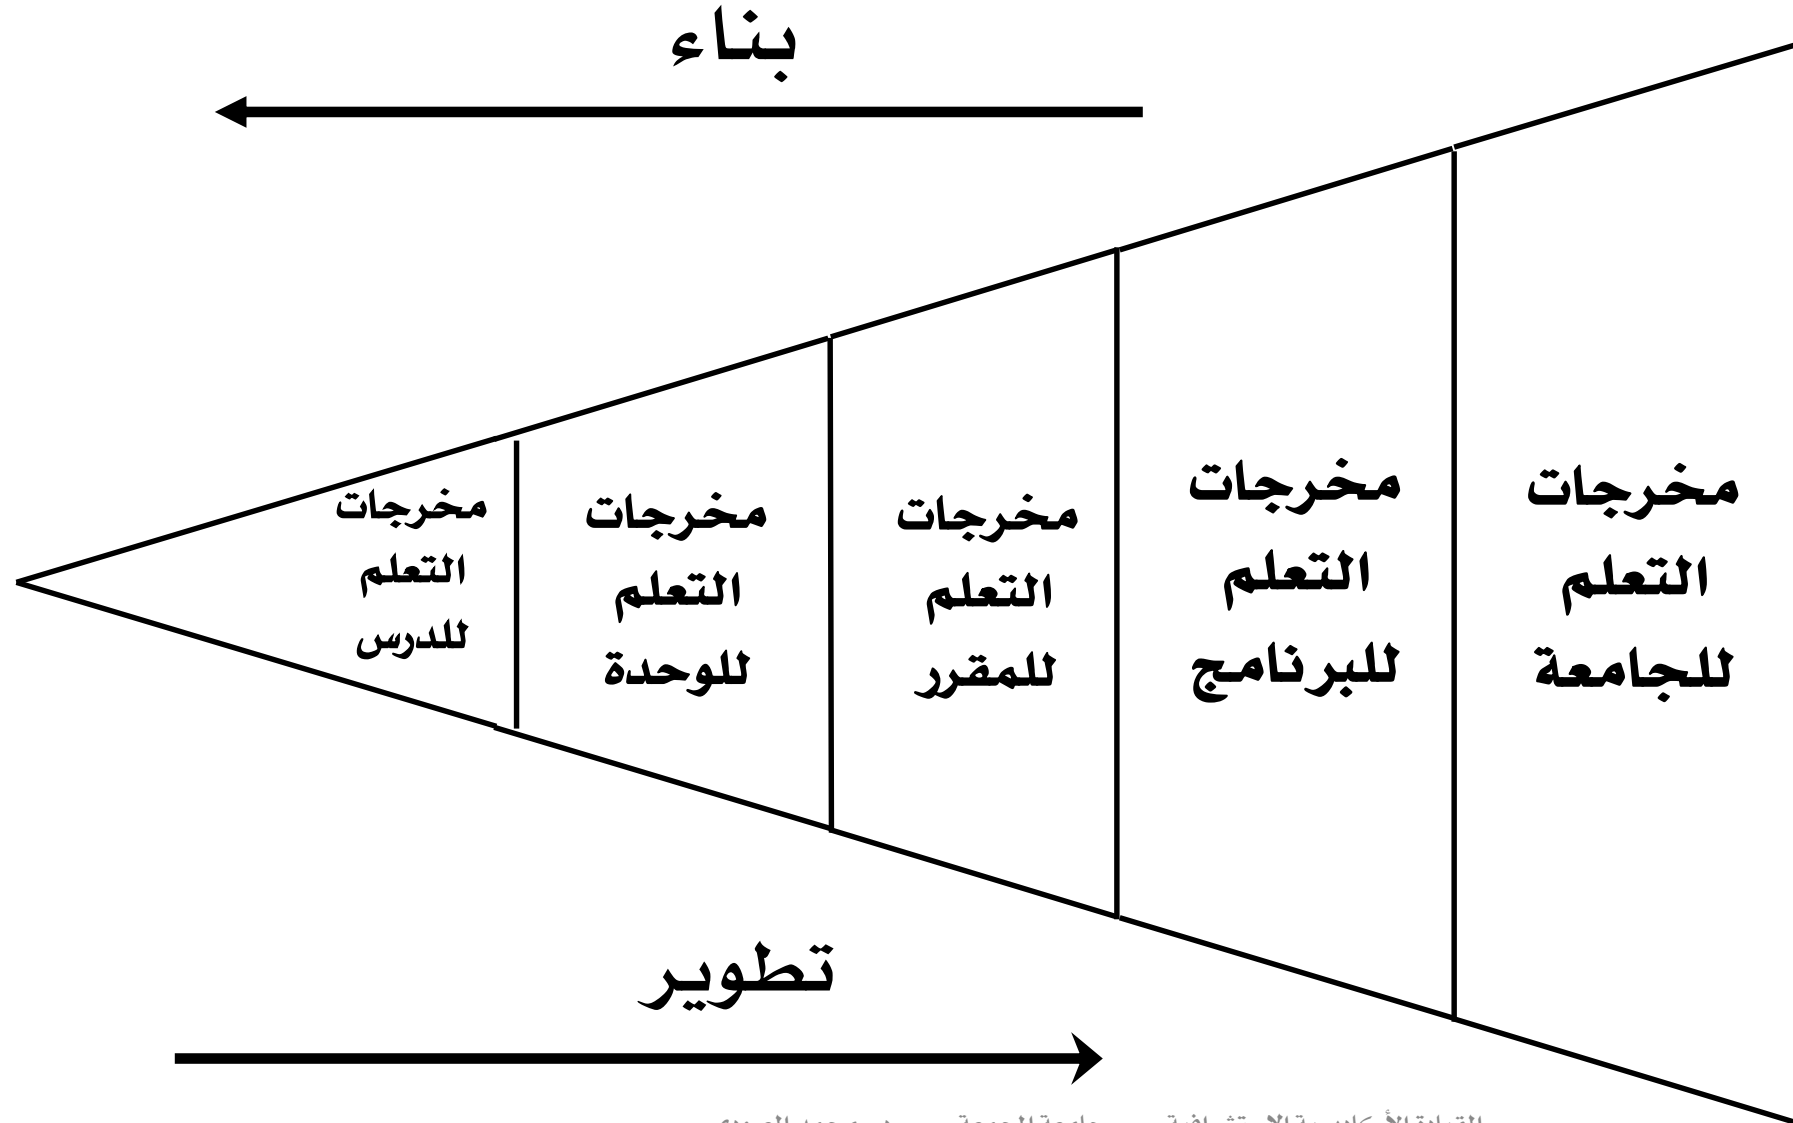 بناء
مخرجات
التعلم
للجامعة
مخرجات
التعلم
للبرنامج
مخرجات
التعلم
للمقرر
مخرجات
التعلم
للوحدة
مخرجات
التعلم
للدرس
تطوير